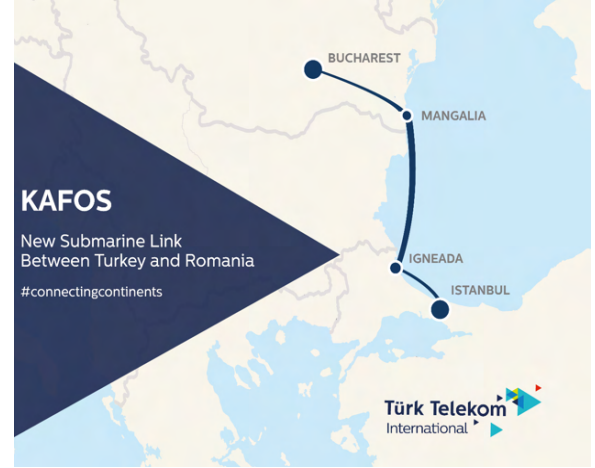 BUCHAREST
MANGALIA
KAFOS
New Submarine Link
Between Turkey and Romania
#connectingcontinents
IGNEADA
ISTANBUL
Türk Telekom
International